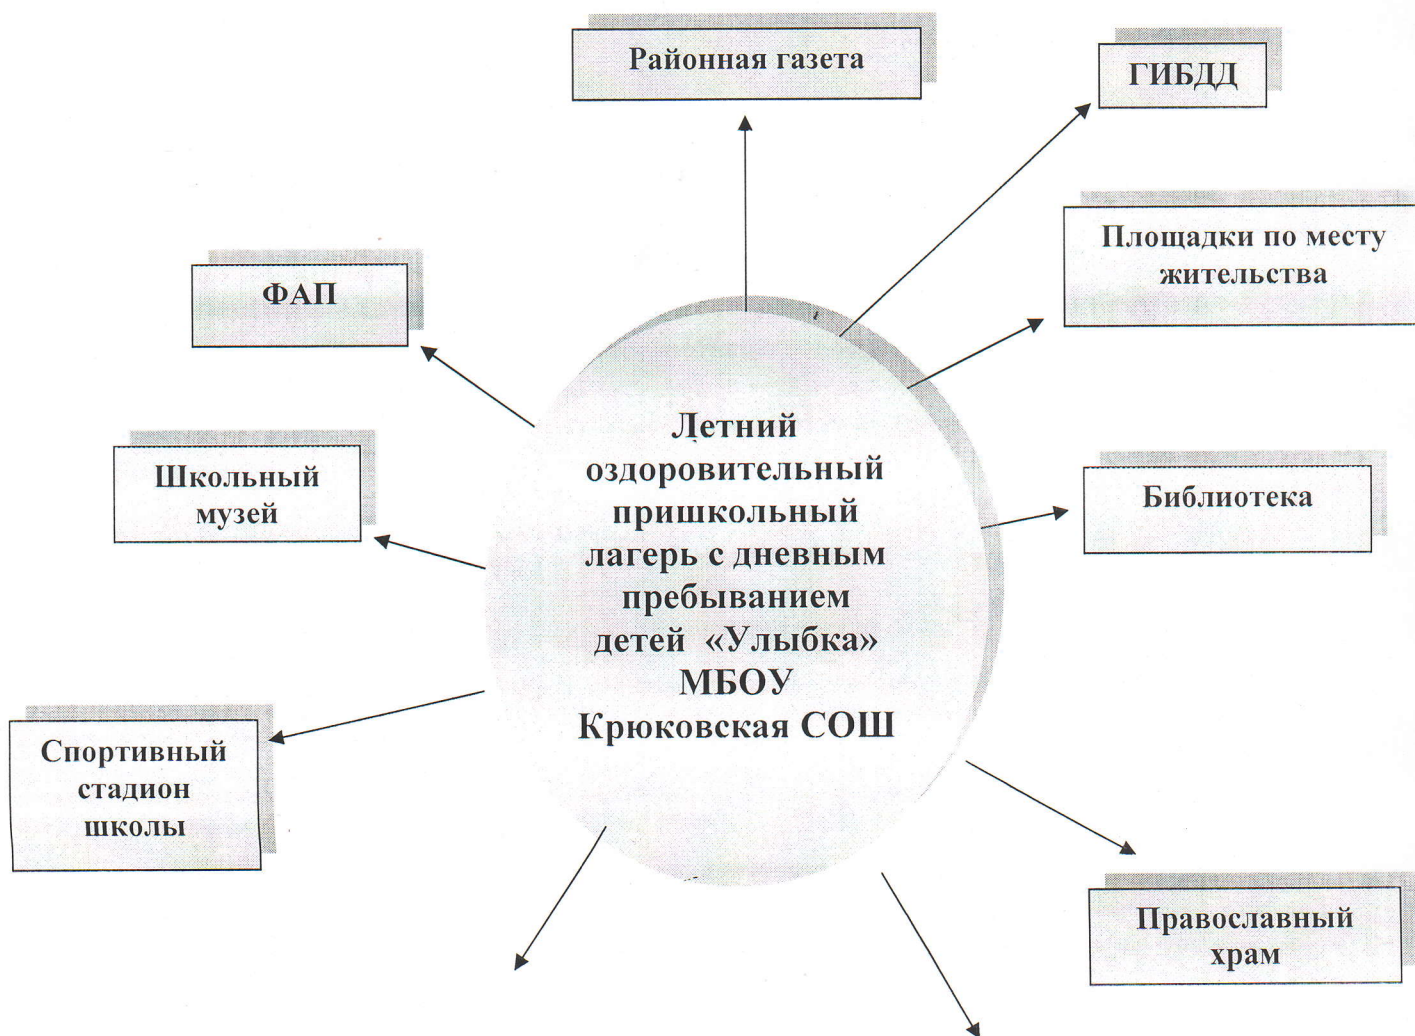 Районная газета
ГИБДД
Площадки по месту
жительства
ФАП
Летний
оздоровительный
пришкольный
лагерь с дневным
пребыванием
детей «Улыбка»
МБОУ
Крюковская СОШ
Школьный
музей
Библиотека
Спортивный
стадион
школы
Православный
храм